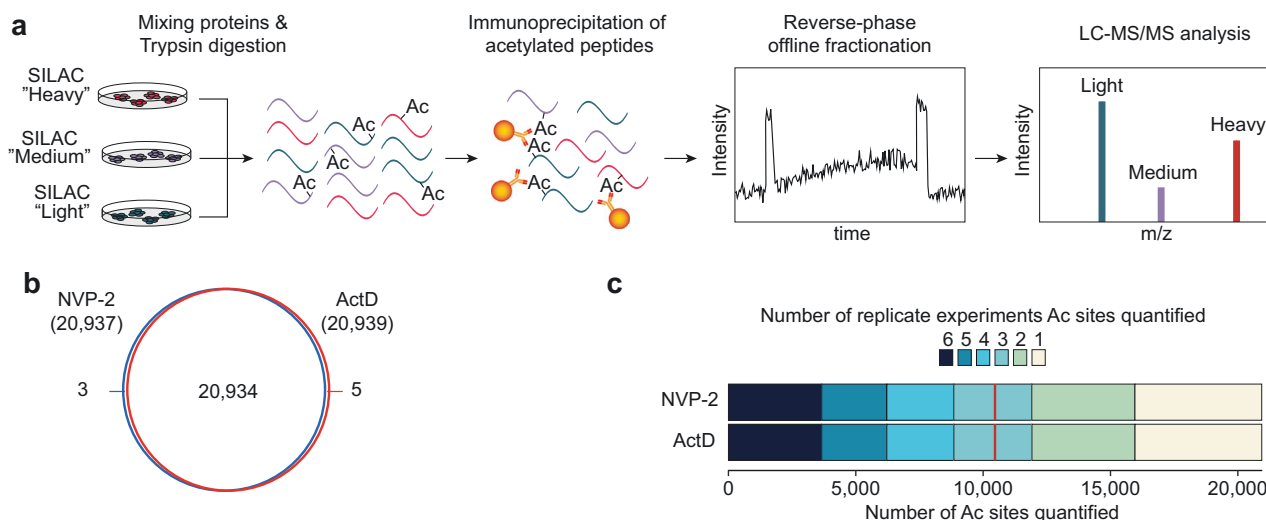 a
Mixing proteins &
Trypsin digestion
Immunoprecipitation of
acetylated peptides
Reverse-phase
offline fractionation
LC-MS/MS analysis
SILAC
"Heavy"
SILAC
"Medium"
SILAC
“Light”
Ac
Ac
Ac
Ac
Ac
Ac
Ac
Ac
Ac
Intensity
time
Intensity
Light
Medium
Heavy
m/z
b
NVP-2
(20,937)
ActD
(20,939)
3
20,934
5
c
Number of replicate experiments Ac sites quantified
6 5 4 3 2 1
NVP-2
ActD
0 5,000 10,000 15,000 20,000
Number of Ac sites quantified